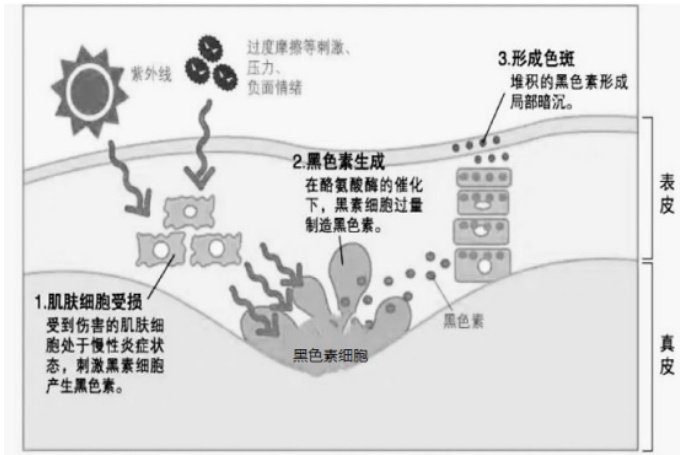 紫外线
过度摩擦等刺激、
压力、
负面情绪
3.形成色斑
堆积的黑色素形成
局部暗沉。
2.黑色素生成
在酪氨酸酶的催化
下，黑素细胞过量
制造黑色素。
表皮
1.肌肤细胞受损
受到伤害的肌肤细
胞处于慢性炎症状
态，刺激黑素细胞
产生黑色素。
黑色素细胞
黑色素
真皮